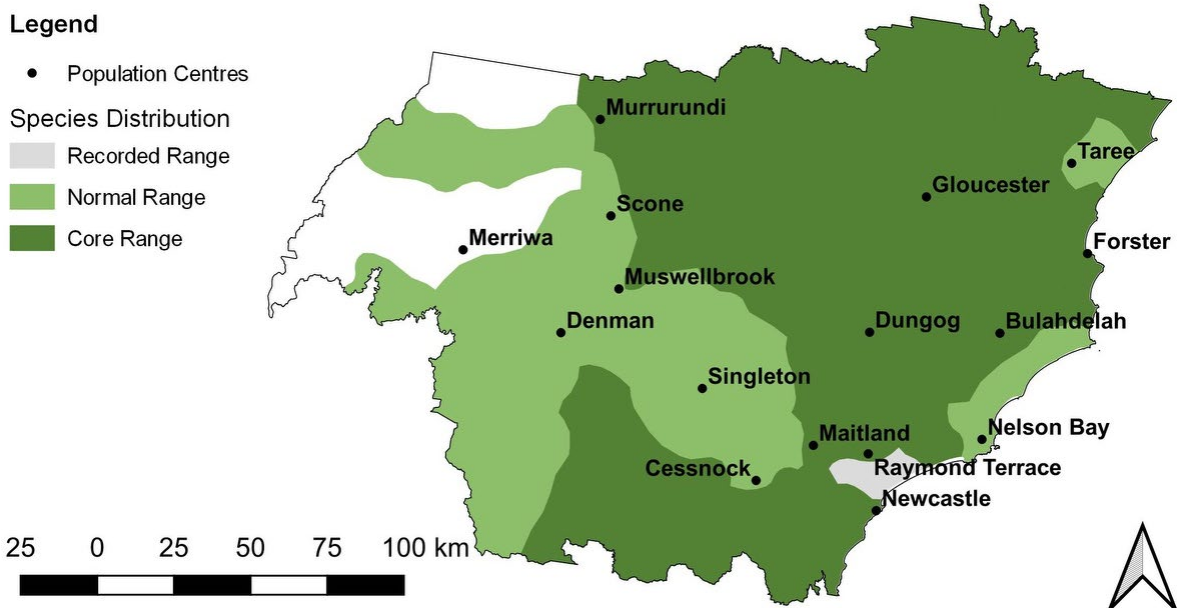 Legend
Population Centres
Species Distribution
Recorded Range
Normal Range
Core Range
Murrurundi
Taree
Gloucester
Scone
Merriwa
Forster
Muswellbrook
Denman
Dungog
Bulahdelah
Singleton
Maitland
Nelson Bay
Cessnock
Raymond Terrace
Newcastle
25 0 25 50 75 100 km